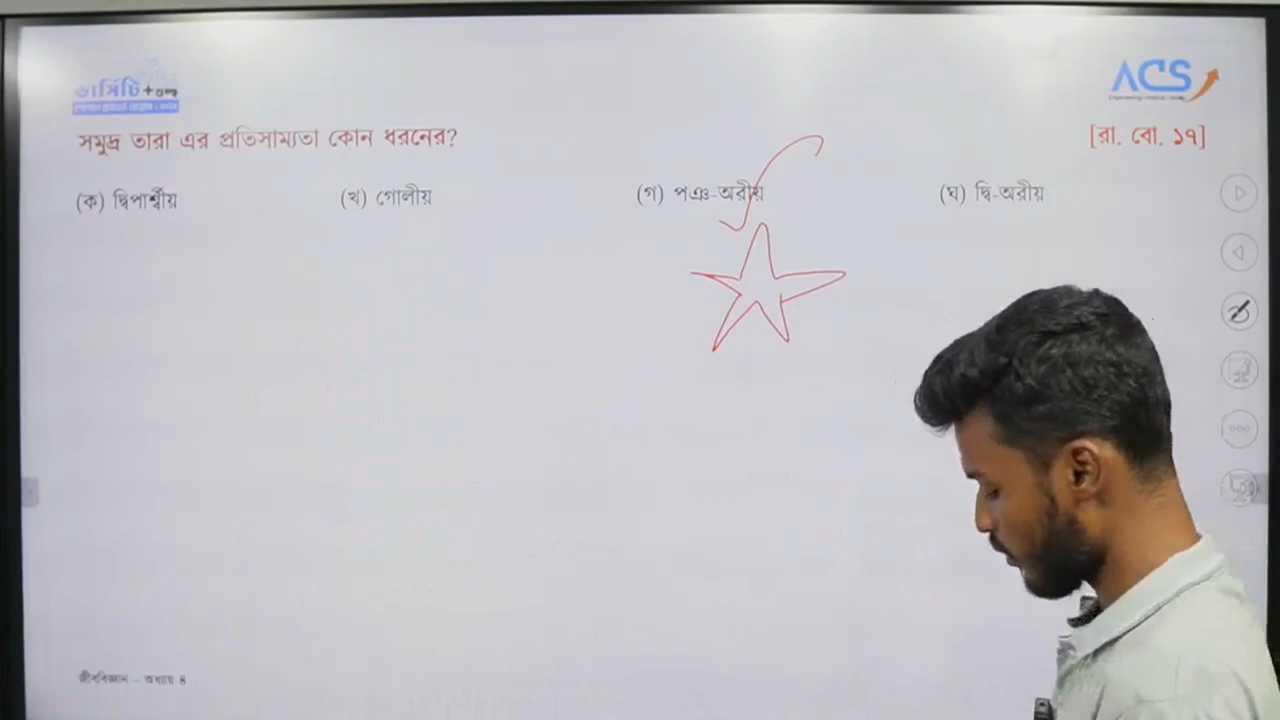 ভার্সিটি +
ACS
সমুদ্র তারা এর প্রতিসাম্যতা কোন ধরনের?
[রা. বো. ১৭]
(ক) দ্বিপার্শ্বীয় (খ) গোলীয় (গ) পঞ্চ-অরীয় (ঘ) দ্বি-অরীয়
জীববিজ্ঞান – অধ্যায় ৪